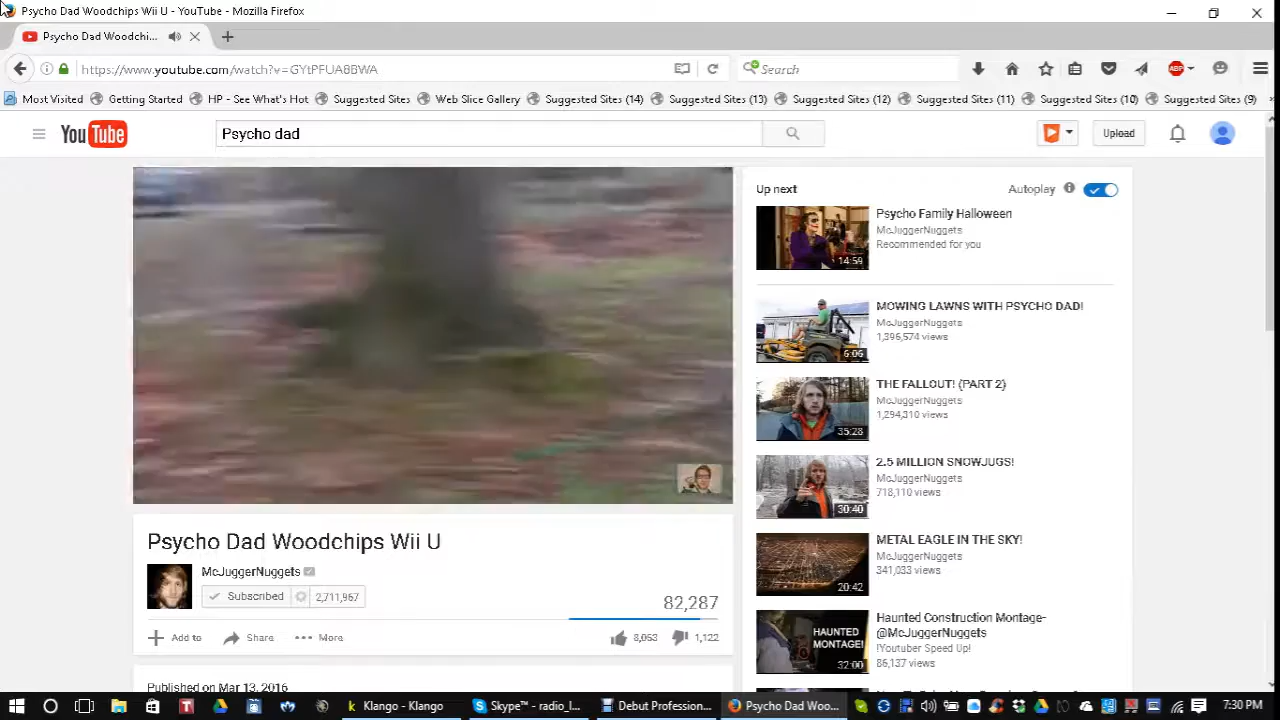 Psycho Dad Woodchips Wii U - YouTube - Mozilla Firefox
Psycho Dad Woodchi...
https://www.youtube.com/watch?v=GYtPFUA8BWA
Search
ABP
Most Visited Getting Started HP - See What's Hot Suggested Sites Web Slice Gallery Suggested Sites (14) Suggested Sites (13) Suggested Sites (12) Suggested Sites (11) Suggested Sites (10) Suggested Sites (9)
YouTube
Psycho dad
Upload
Up next
Autoplay
Psycho Family Halloween
McJuggerNuggets
Recommended for you
14:59
MOWING LAWNS WITH PSYCHO DAD!
McJuggerNuggets
1,396,574 views
6:06
THE FALLOUT! (PART 2)
McJuggerNuggets
1,294,310 views
35:28
2.5 MILLION SNOWJUGS!
McJuggerNuggets
718,110 views
30:40
METAL EAGLE IN THE SKY!
McJuggerNuggets
341,033 views
20:42
Haunted Construction Montage-
@McJuggerNuggets
!Youtuber Speed Up!
86,137 views
HAUNTED
MONTAGE!
32:00
Psycho Dad Woodchips Wii U
McJuggerNuggets
Subscribed 2,711,967
82,287
Add to Share More
8,053 1,122
Published on Mar 13, 2016
Klango - Klango
Skype™ - radio_l...
Debut Profession...
Psycho Dad Woo...
7:30 PM